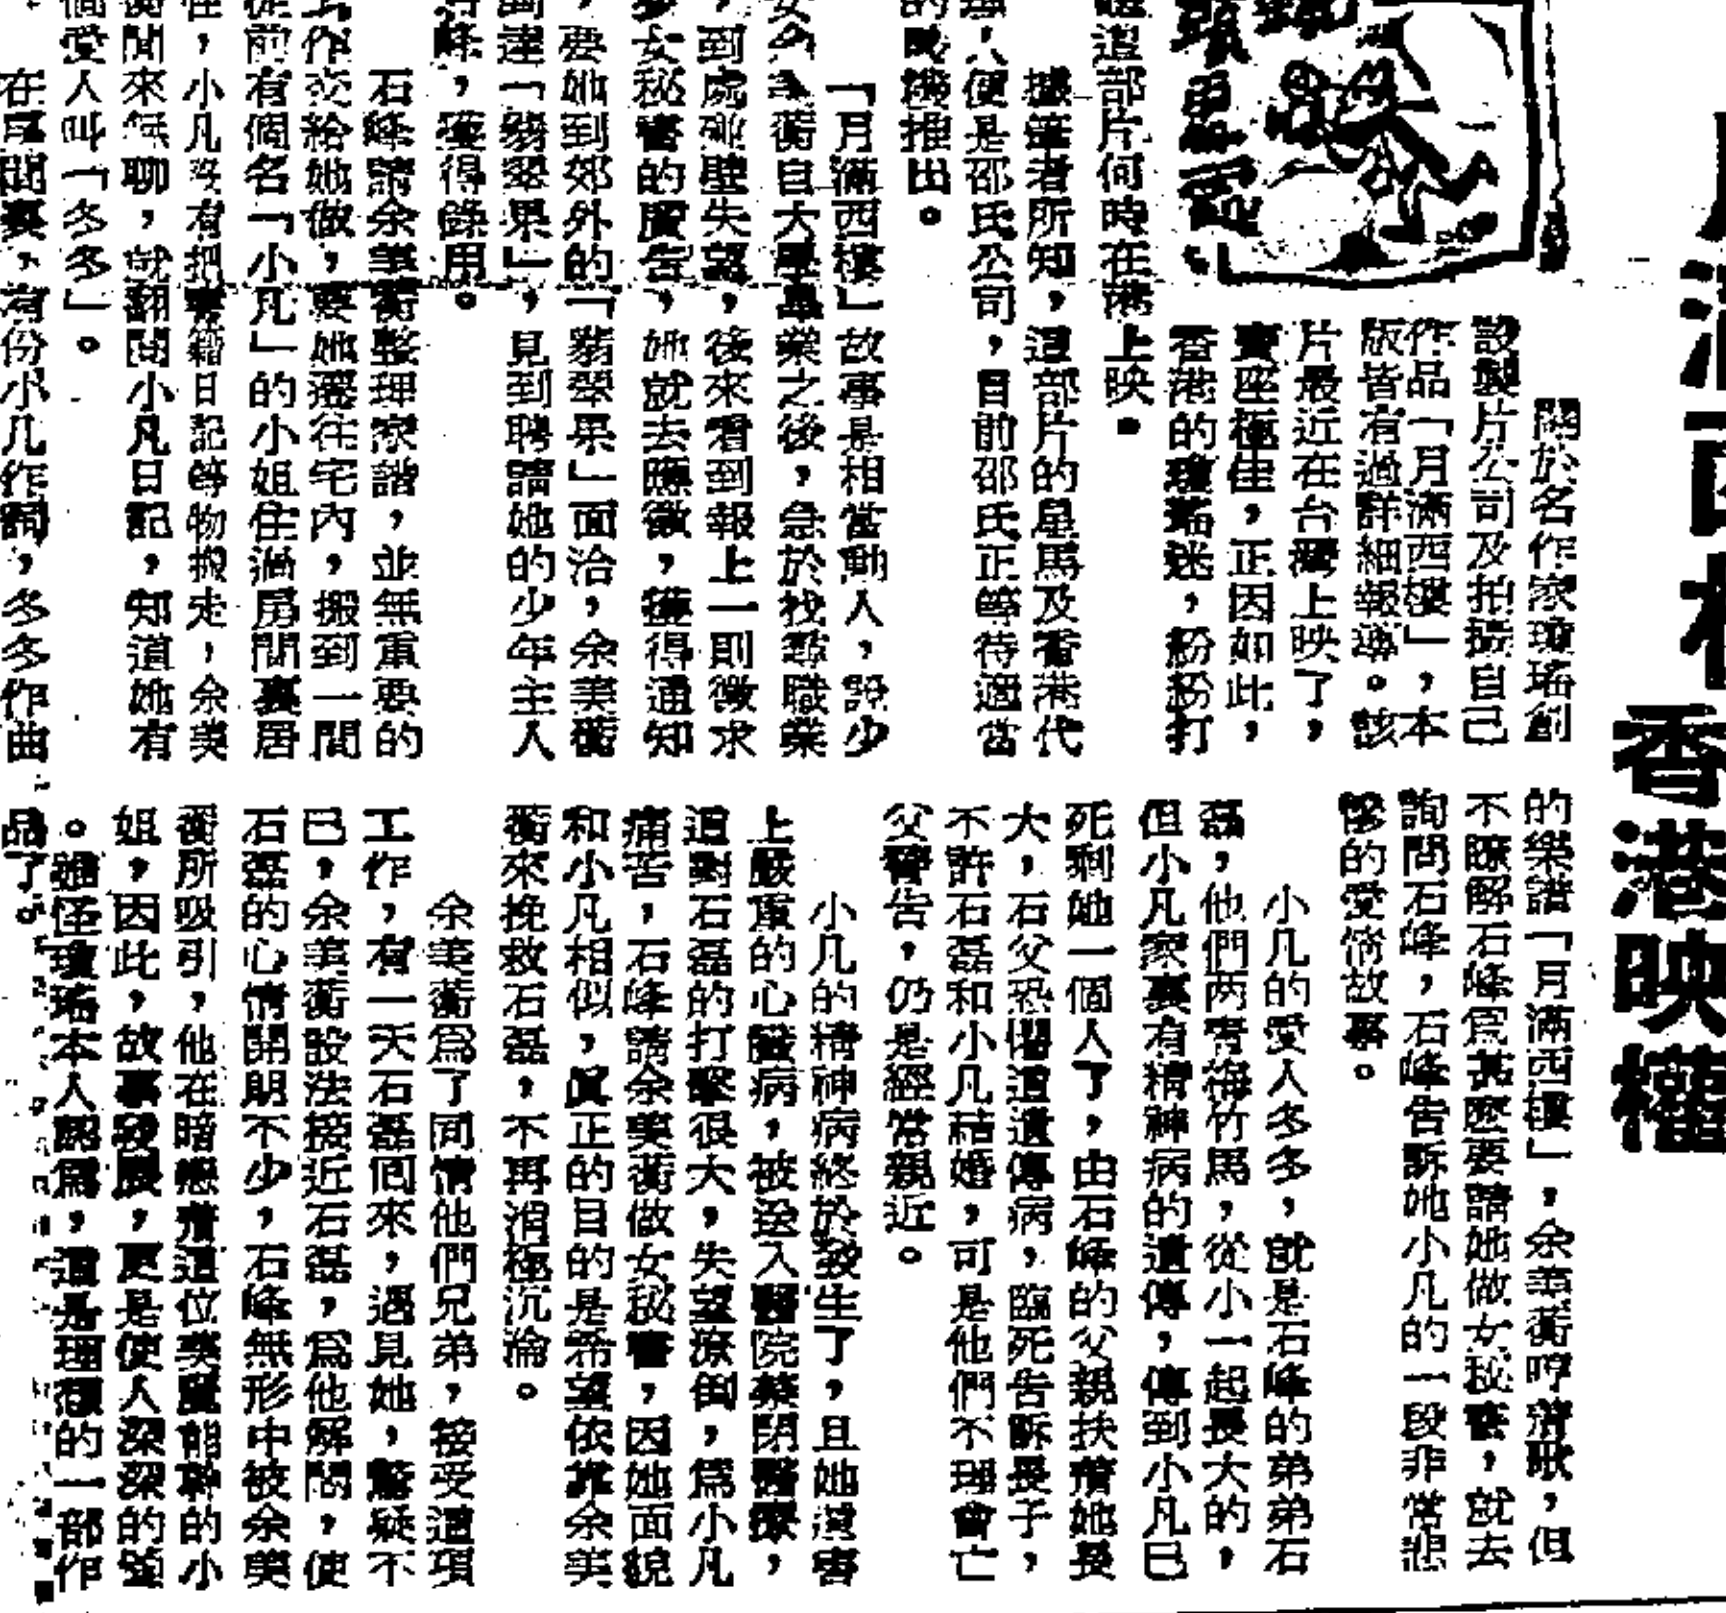 香港映權
關於名作家瓊瑤創
設製片公司及拍攝自己
作品「月滿西樓」，本
版皆有過詳細報導。該
片最近在台灣上映了，
賣座極佳，正因如此，
香港的瓊瑤迷，紛紛打
這部片何時在港上映。
據筆者所知，這部片的星馬及香港代
便是邵氏公司，目前邵氏正等待適當
推出。
「月滿西樓」故事是相當動人，說少
余美蘅自大學畢業之後，急於找尋職業
，到處碰壁失望，後來看到報上一則徵求
女秘書的廣告，她就去應徵，獲得通知
，要她到郊外的「翡翠果」面洽，余美蘅
到達「翡翠果」，見到聘請她的少年主人
石峰，獲得錄用。
石峰請余美蘅整理家譜，並無重要的
工作交給她做，要她遷往宅內，搬到一間
從前有個名「小凡」的小姐住過房間裏居
住，小凡沒有把書籍日記等物搬走，余美
蘅閒來無聊，就翻閱小凡日記，知道她有
個愛人叫「冬冬」。
在房間裏，有份小凡作詞，冬冬作曲
的樂譜「月滿西樓」，余美蘅哼着歌，但
不瞭解石峰爲甚麽要請她做女秘書，就去
詢問石峰，石峰告訴她小凡的一段非常悲
慘的愛情故事。
小凡的愛人冬冬，就是石峰的弟弟石
磊，他們两青梅竹馬，從小一起長大的，
但小凡家裏有精神病的遺傳，傳到小凡已
死剩她一個人了，由石峰的父親扶養她長
大，石父恐懼這遺傳病，臨死告訴長子，
不許石磊和小凡結婚，可是他們不理會亡
父警告，仍是經常親近。
小凡的精神病終於發生了，且她還害
上嚴重的心臟病，被送入醫院禁閉醫療，
這對石磊的打擊很大，失望潦倒，爲小凡
痛苦，石峰請余美蘅做女秘書，因她面貌
和小凡相似，眞正的目的是希望依靠余美
蘅來挽救石磊，不再消極沉淪。
余美蘅爲了同情他們兄弟，接受這項
工作，有一天石磊回來，遇見她，驚疑不
已，余美蘅設法接近石磊，爲他解悶，使
石磊的心情開朗不少，石峰無形中被余美
蘅所吸引，他在暗戀着這位美麗能幹的小
姐，因此，故事發展，更是使人深深的
。難怪瓊瑤本人認爲，這是理想的一部作
品了。